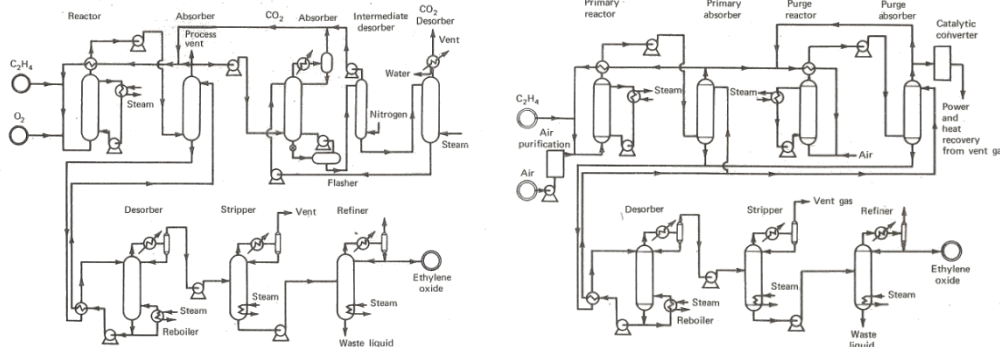 Reactor
Absorber
CO2 Absorber
Intermediate
desorber
CO2
Desorber
Process
vent
Vent
Water
C2H4
Steam
O2
Nitrogen
Steam
Flasher
Desorber
Stripper
Vent
Refiner
Ethylene
oxide
Steam
Steam
Steam
Reboiler
Waste liquid
Primary
reactor
Primary
absorber
Purge
reactor
Purge
absorber
Catalytic
converter
C2H4
Steam
Steam
Air
purification
Power
and
heat
recovery
from vent ga
Air
Air
Desorber
Stripper
Vent gas
Refiner
Ethylene
oxide
Steam
Steam
Steam
Reboiler
Waste
liquid